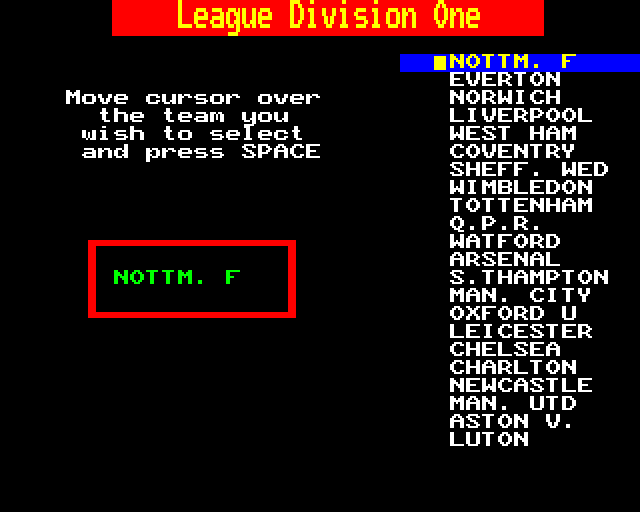 League Division One
Move cursor over
the team you
wish to select
and press SPACE
NOTTM. F
NOTTM. F
EVERTON
NORWICH
LIVERPOOL
WEST HAM
COVENTRY
SHEFF. WED
WIMBLEDON
TOTTENHAM
Q.P.R.
WATFORD
ARSENAL
S.THAMPTON
MAN. CITY
OXFORD U
LEICESTER
CHELSEA
CHARLTON
NEWCASTLE
MAN. UTD
ASTON V.
LUTON